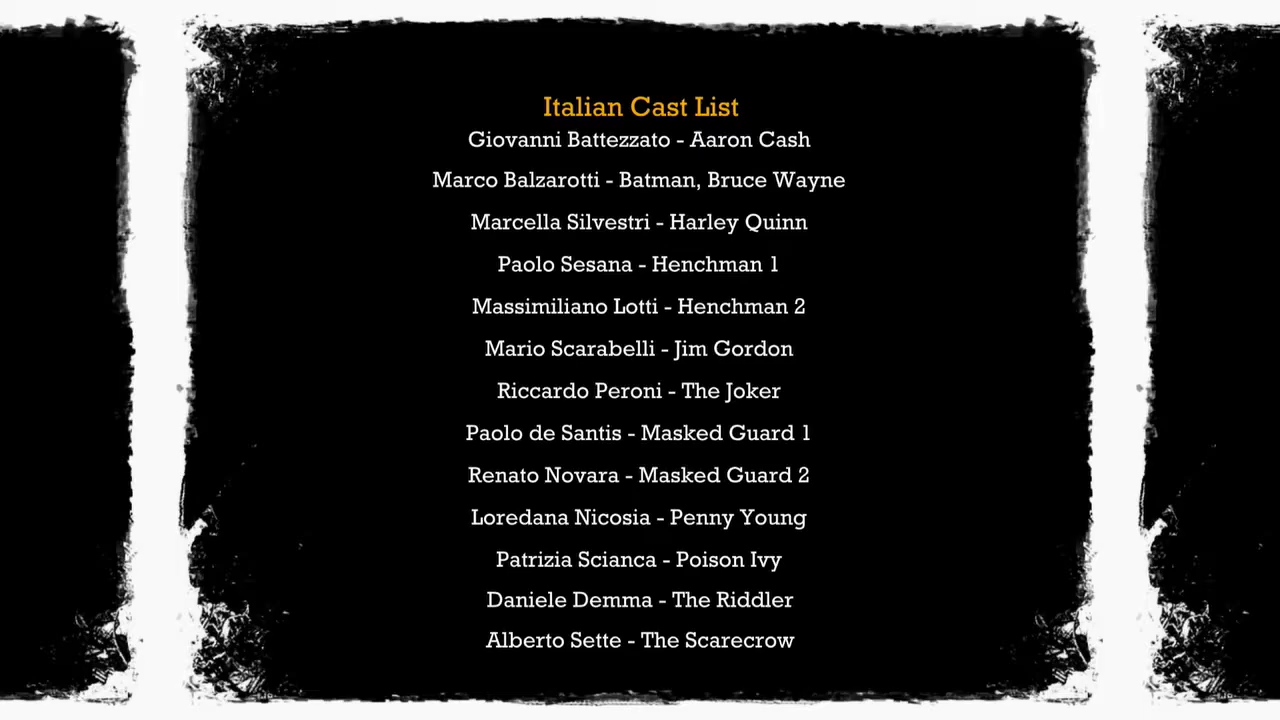 Italian Cast List
Giovanni Battezzato - Aaron Cash
Marco Balzarotti - Batman, Bruce Wayne
Marcella Silvestri - Harley Quinn
Paolo Sesana - Henchman 1
Massimiliano Lotti - Henchman 2
Mario Scarabelli - Jim Gordon
Riccardo Peroni - The Joker
Paolo de Santis - Masked Guard 1
Renato Novara - Masked Guard 2
Loredana Nicosia - Penny Young
Patrizia Scianca - Poison Ivy
Daniele Demma - The Riddler
Alberto Sette - The Scarecrow